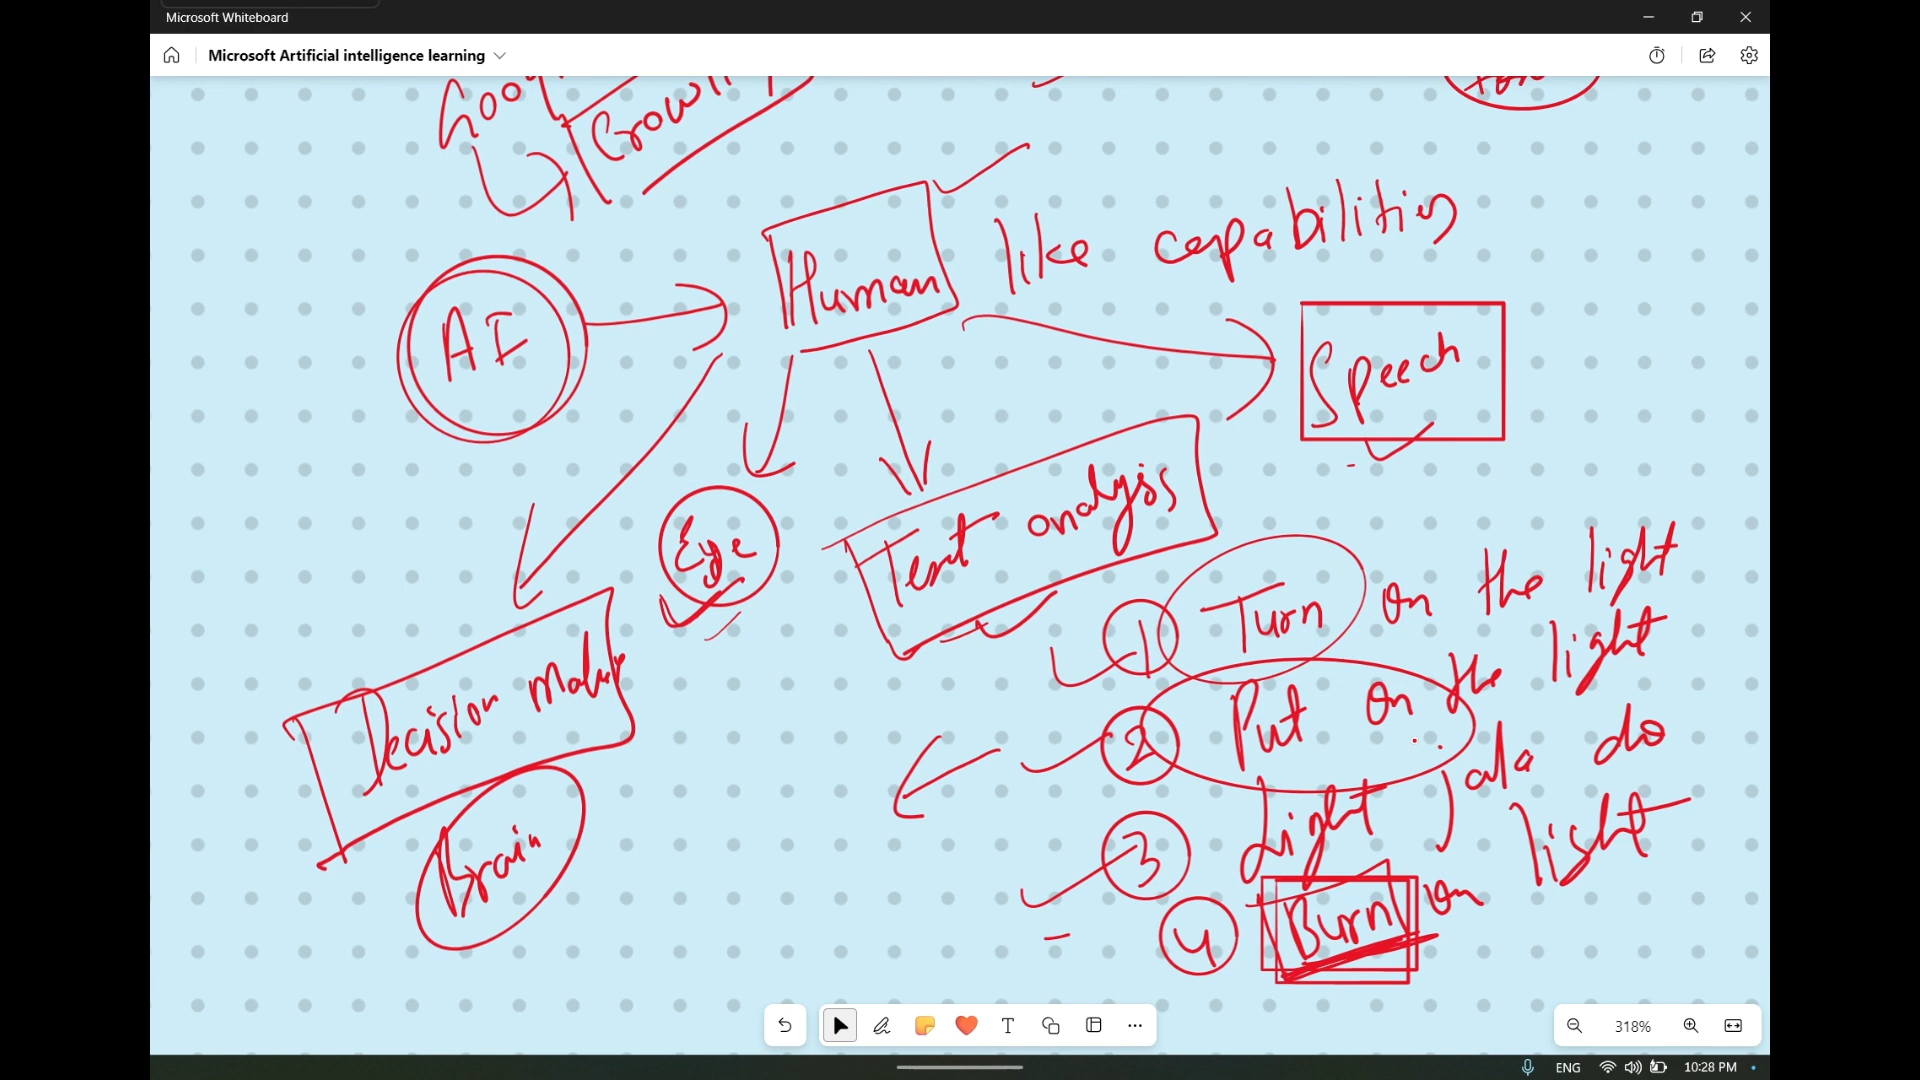 Microsoft Whiteboard
Microsoft Artificial intelligence learning
Growth
AI
Human like capabilities
Speech
Eye
Text analysis
Decision
Brain
1 Turn on the light
2 Put on the light
3 Light jala do
4 Burn on light
318%
ENG
10:28 PM